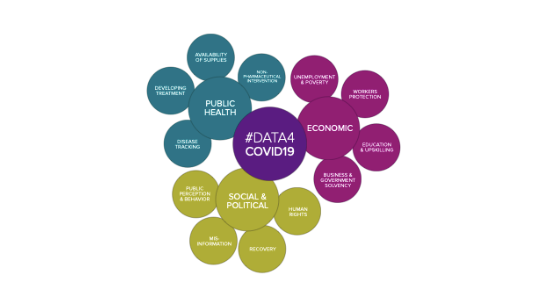 AVAILABILITY
OF SUPPLIES
NON-
PHARMACEUTICAL
INTERVENTION
DEVELOPING
TREATMENT
PUBLIC
HEALTH
DISEASE
TRACKING
#DATA4
COVID19
UNEMPLOYMENT
& POVERTY
WORKERS
PROTECTION
ECONOMIC
EDUCATION
& UPSKILLING
BUSINESS &
GOVERNMENT
SOLVENCY
PUBLIC
PERCEPTION
& BEHAVIOR
SOCIAL &
POLITICAL
HUMAN
RIGHTS
MIS-
INFORMATION
RECOVERY